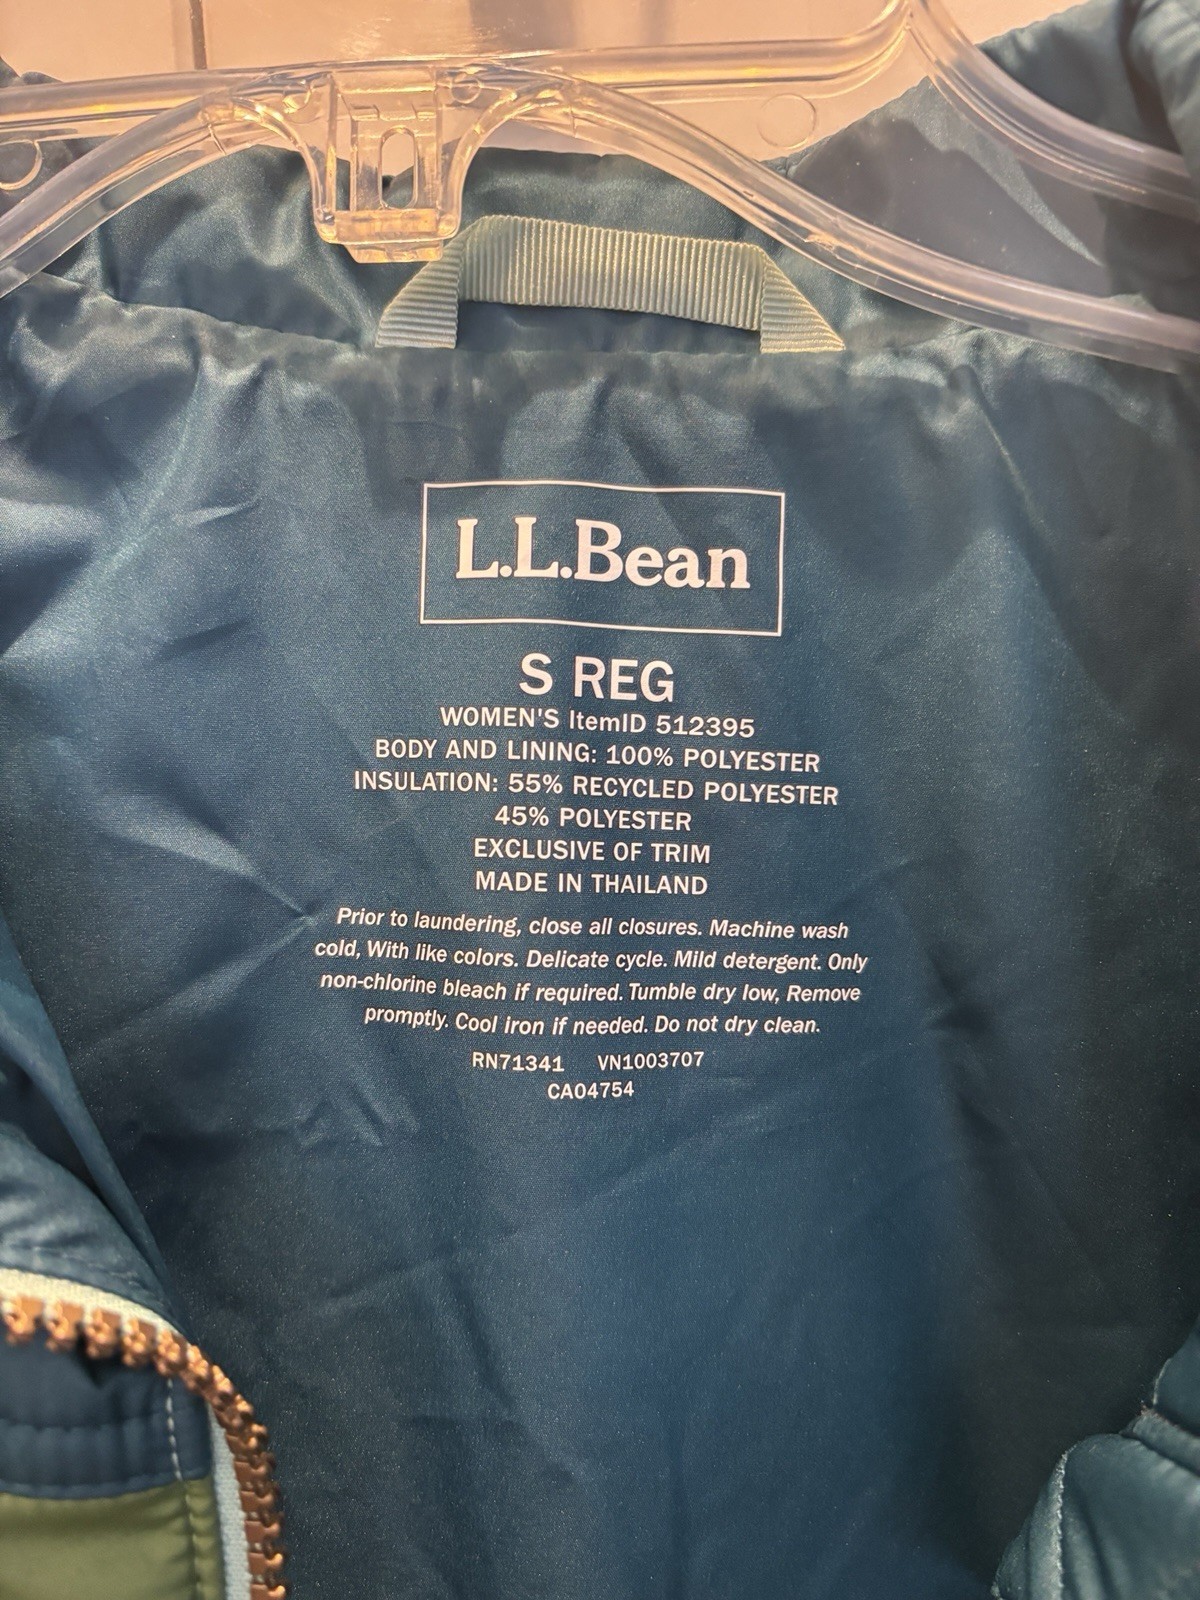 L.L.Bean
S REG
WOMEN'S ItemID 512395
BODY AND LINING: 100% POLYESTER
INSULATION: 55% RECYCLED POLYESTER
45% POLYESTER
EXCLUSIVE OF TRIM
MADE IN THAILAND
Prior to laundering, close all closures. Machine wash
cold, With like colors. Delicate cycle. Mild detergent. Only
non-chlorine bleach if required. Tumble dry low, Remove
promptly. Cool iron if needed. Do not dry clean.
RN71341 VN1003707
CA04754